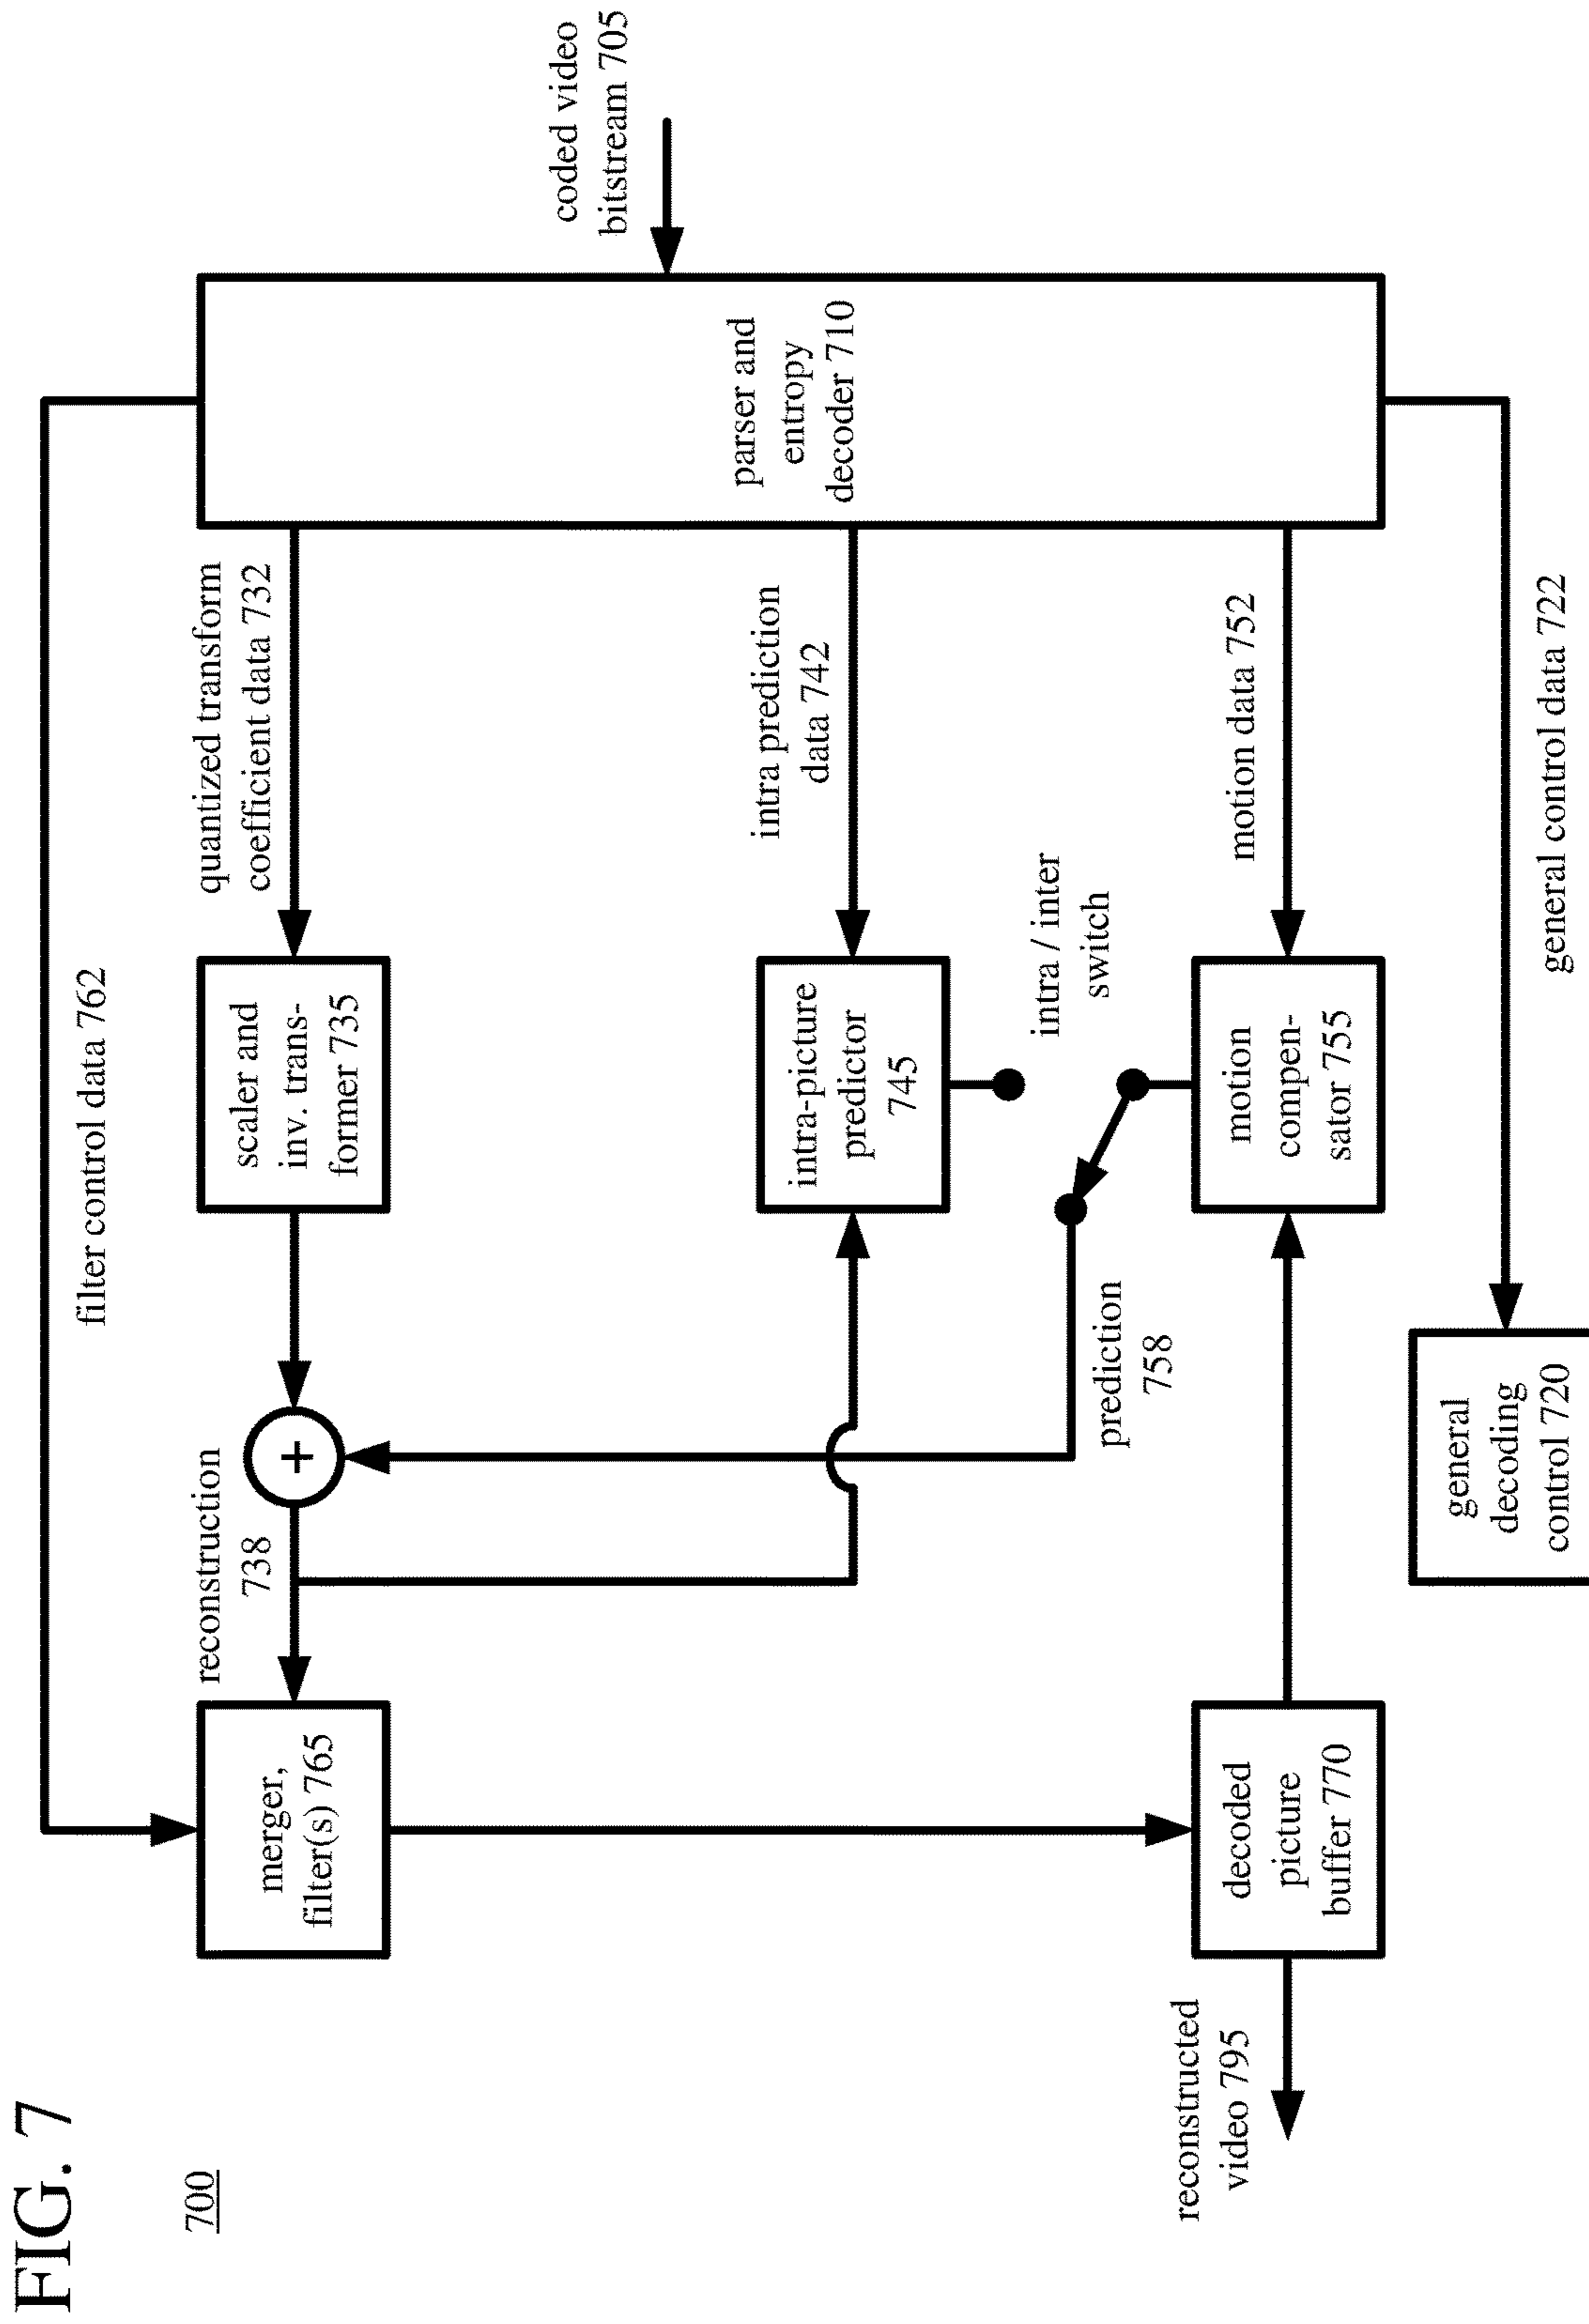 FIG. 7
700
coded video
bitstream 705
parser and
entropy
decoder 710
filter control data 762
quantized transform
coefficient data 732
intra prediction
data 742
motion data 752
general control data 722
scaler and
inv. trans-
former 735
intra-picture
predictor
745
intra / inter
switch
motion
compen-
sator 755
+
reconstruction
738
prediction
758
general
decoding
control 720
merger,
filter(s) 765
decoded
picture
buffer 770
reconstructed
video 795